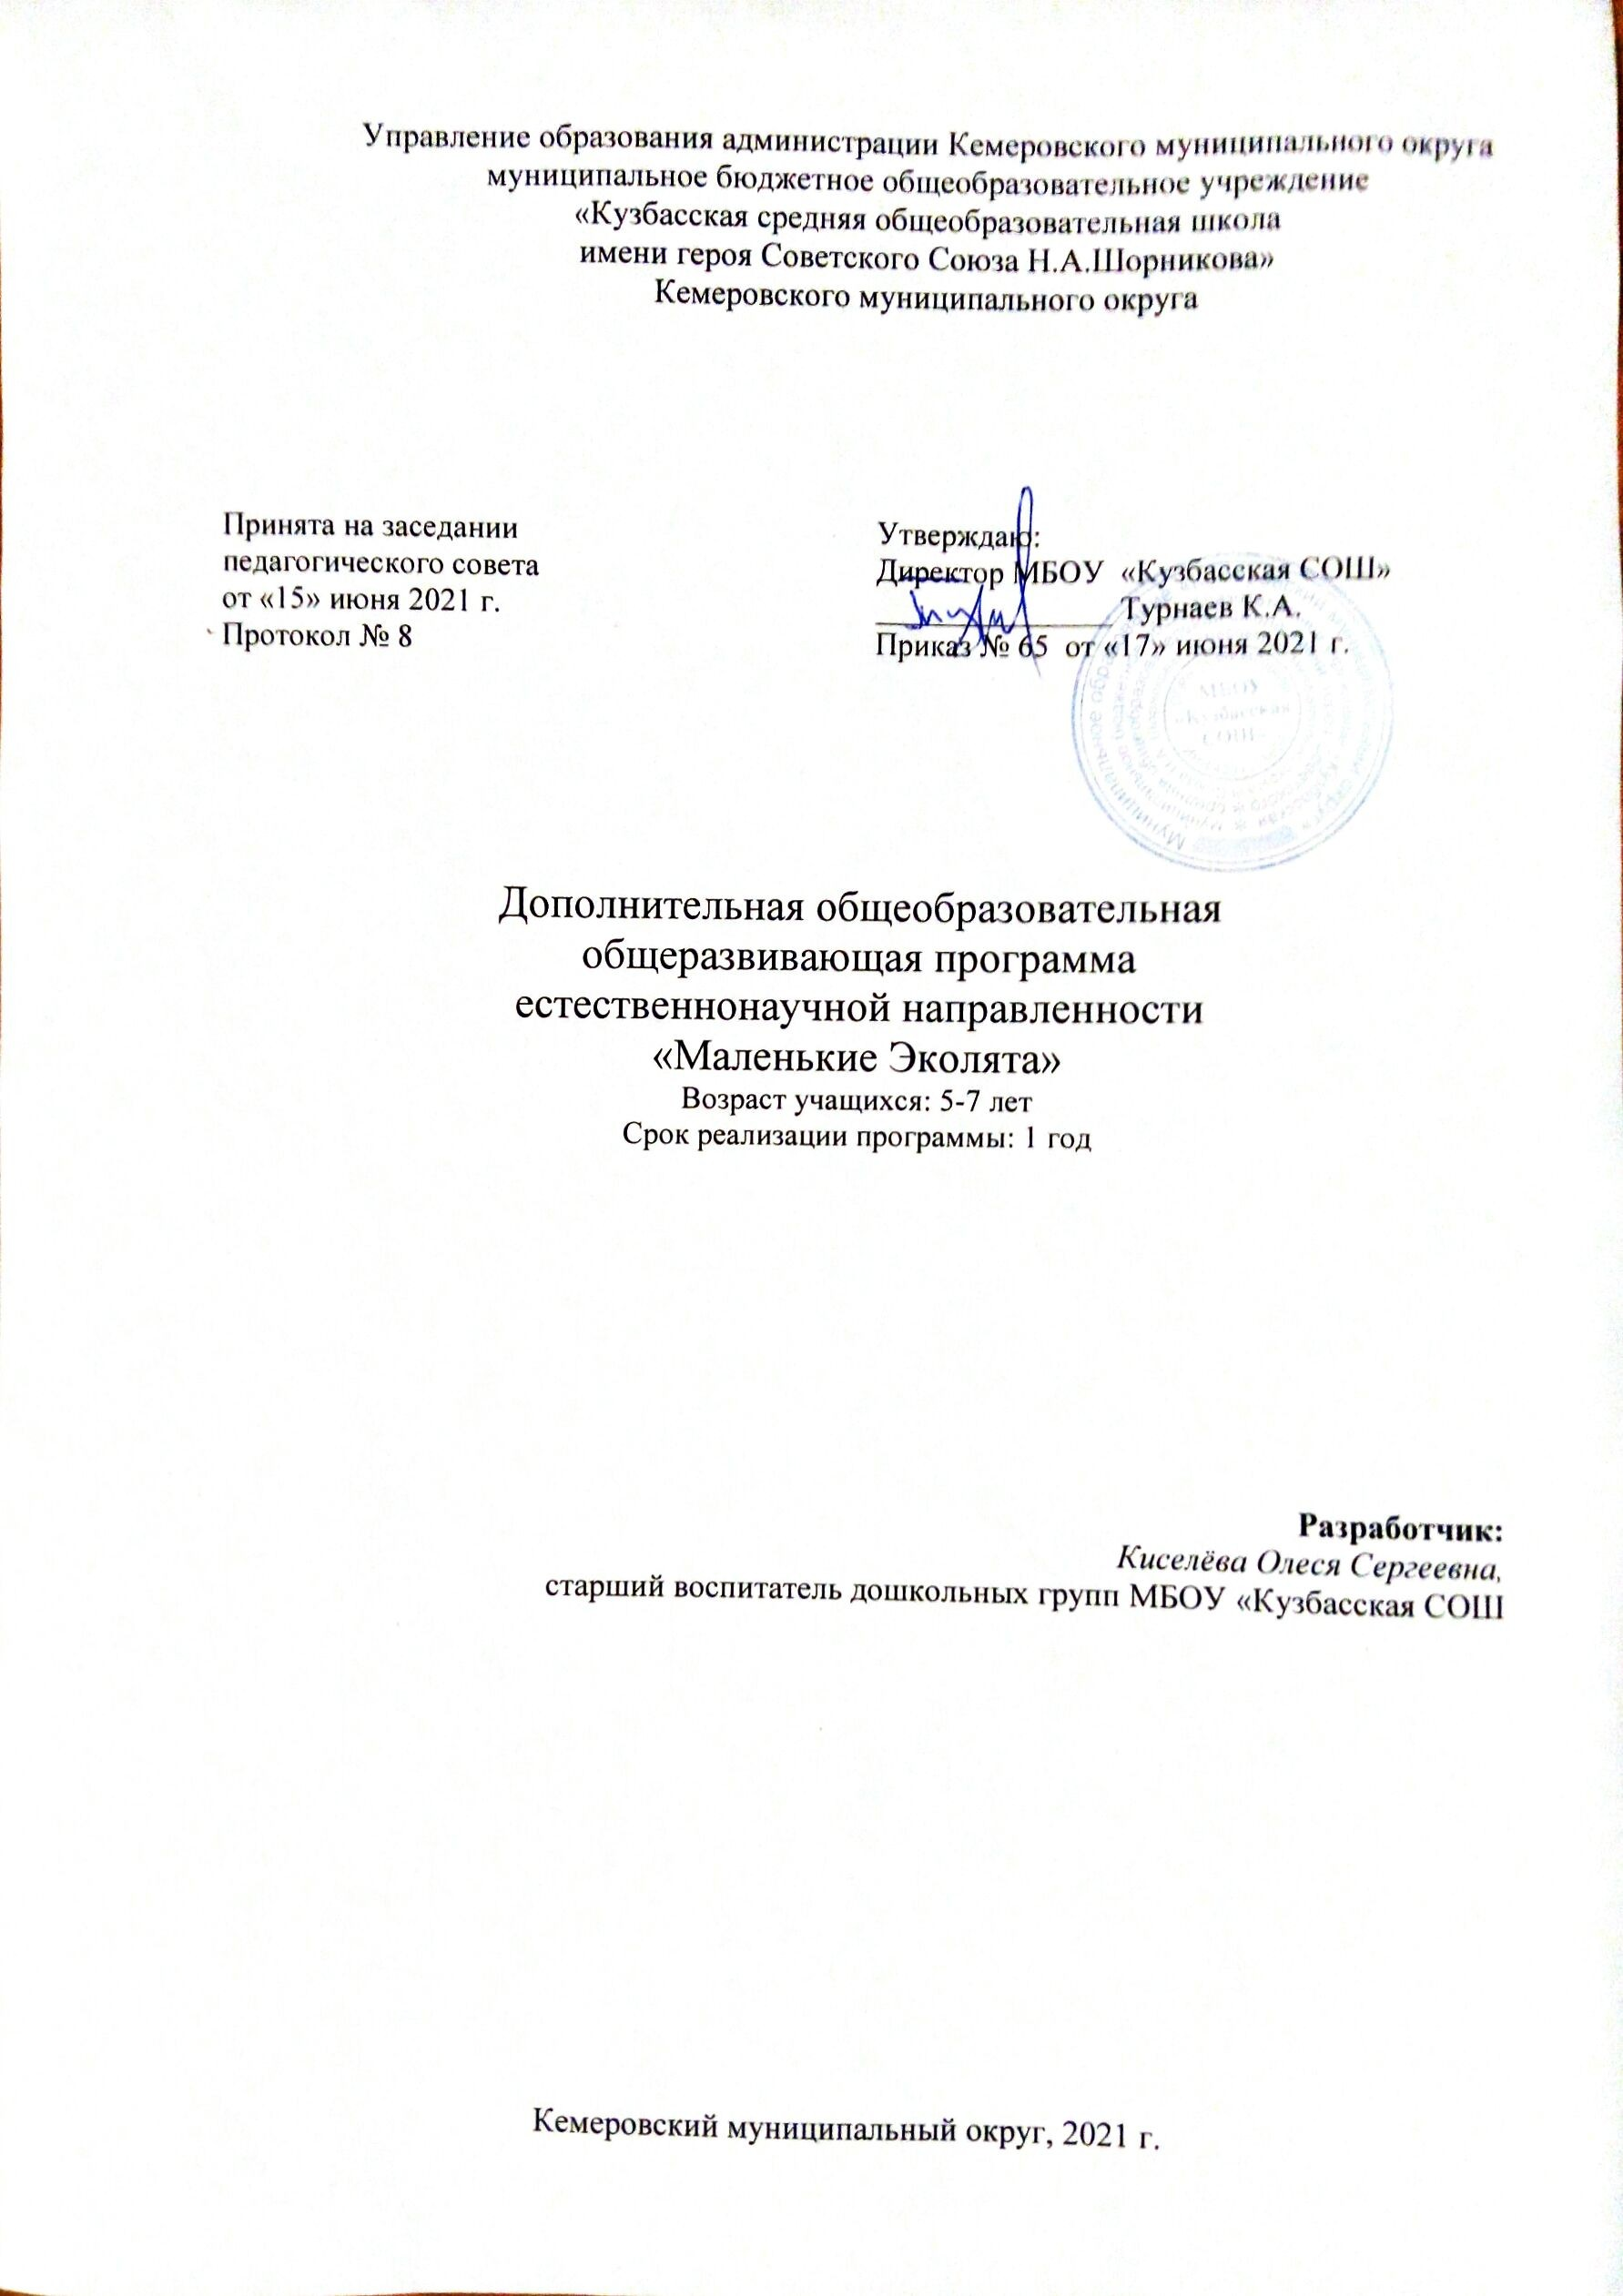 Управление образования администрации Кемеровского муниципального округа
муниципальное бюджетное общеобразовательное учреждение
«Кузбасская средняя общеобразовательная школа
имени героя Советского Союза Н.А.Шорникова»
Кемеровского муниципального округа
Принята на заседании
педагогического совета
от «15» июня 2021 г.
Протокол № 8
Утверждаю:
Директор МБОУ «Кузбасская СОШ»
Турнаев К.А.
Приказ № 65 от «17» июня 2021 г.
МБОУ
«Кузбасская
СОШ»
Дополнительная общеобразовательная
общеразвивающая программа
естественнонаучной направленности
«Маленькие Эколята»
Возраст учащихся: 5-7 лет
Срок реализации программы: 1 год
Разработчик:
Киселёва Олеся Сергеевна,
старший воспитатель дошкольных групп МБОУ «Кузбасская СОШ
Кемеровский муниципальный округ, 2021 г.